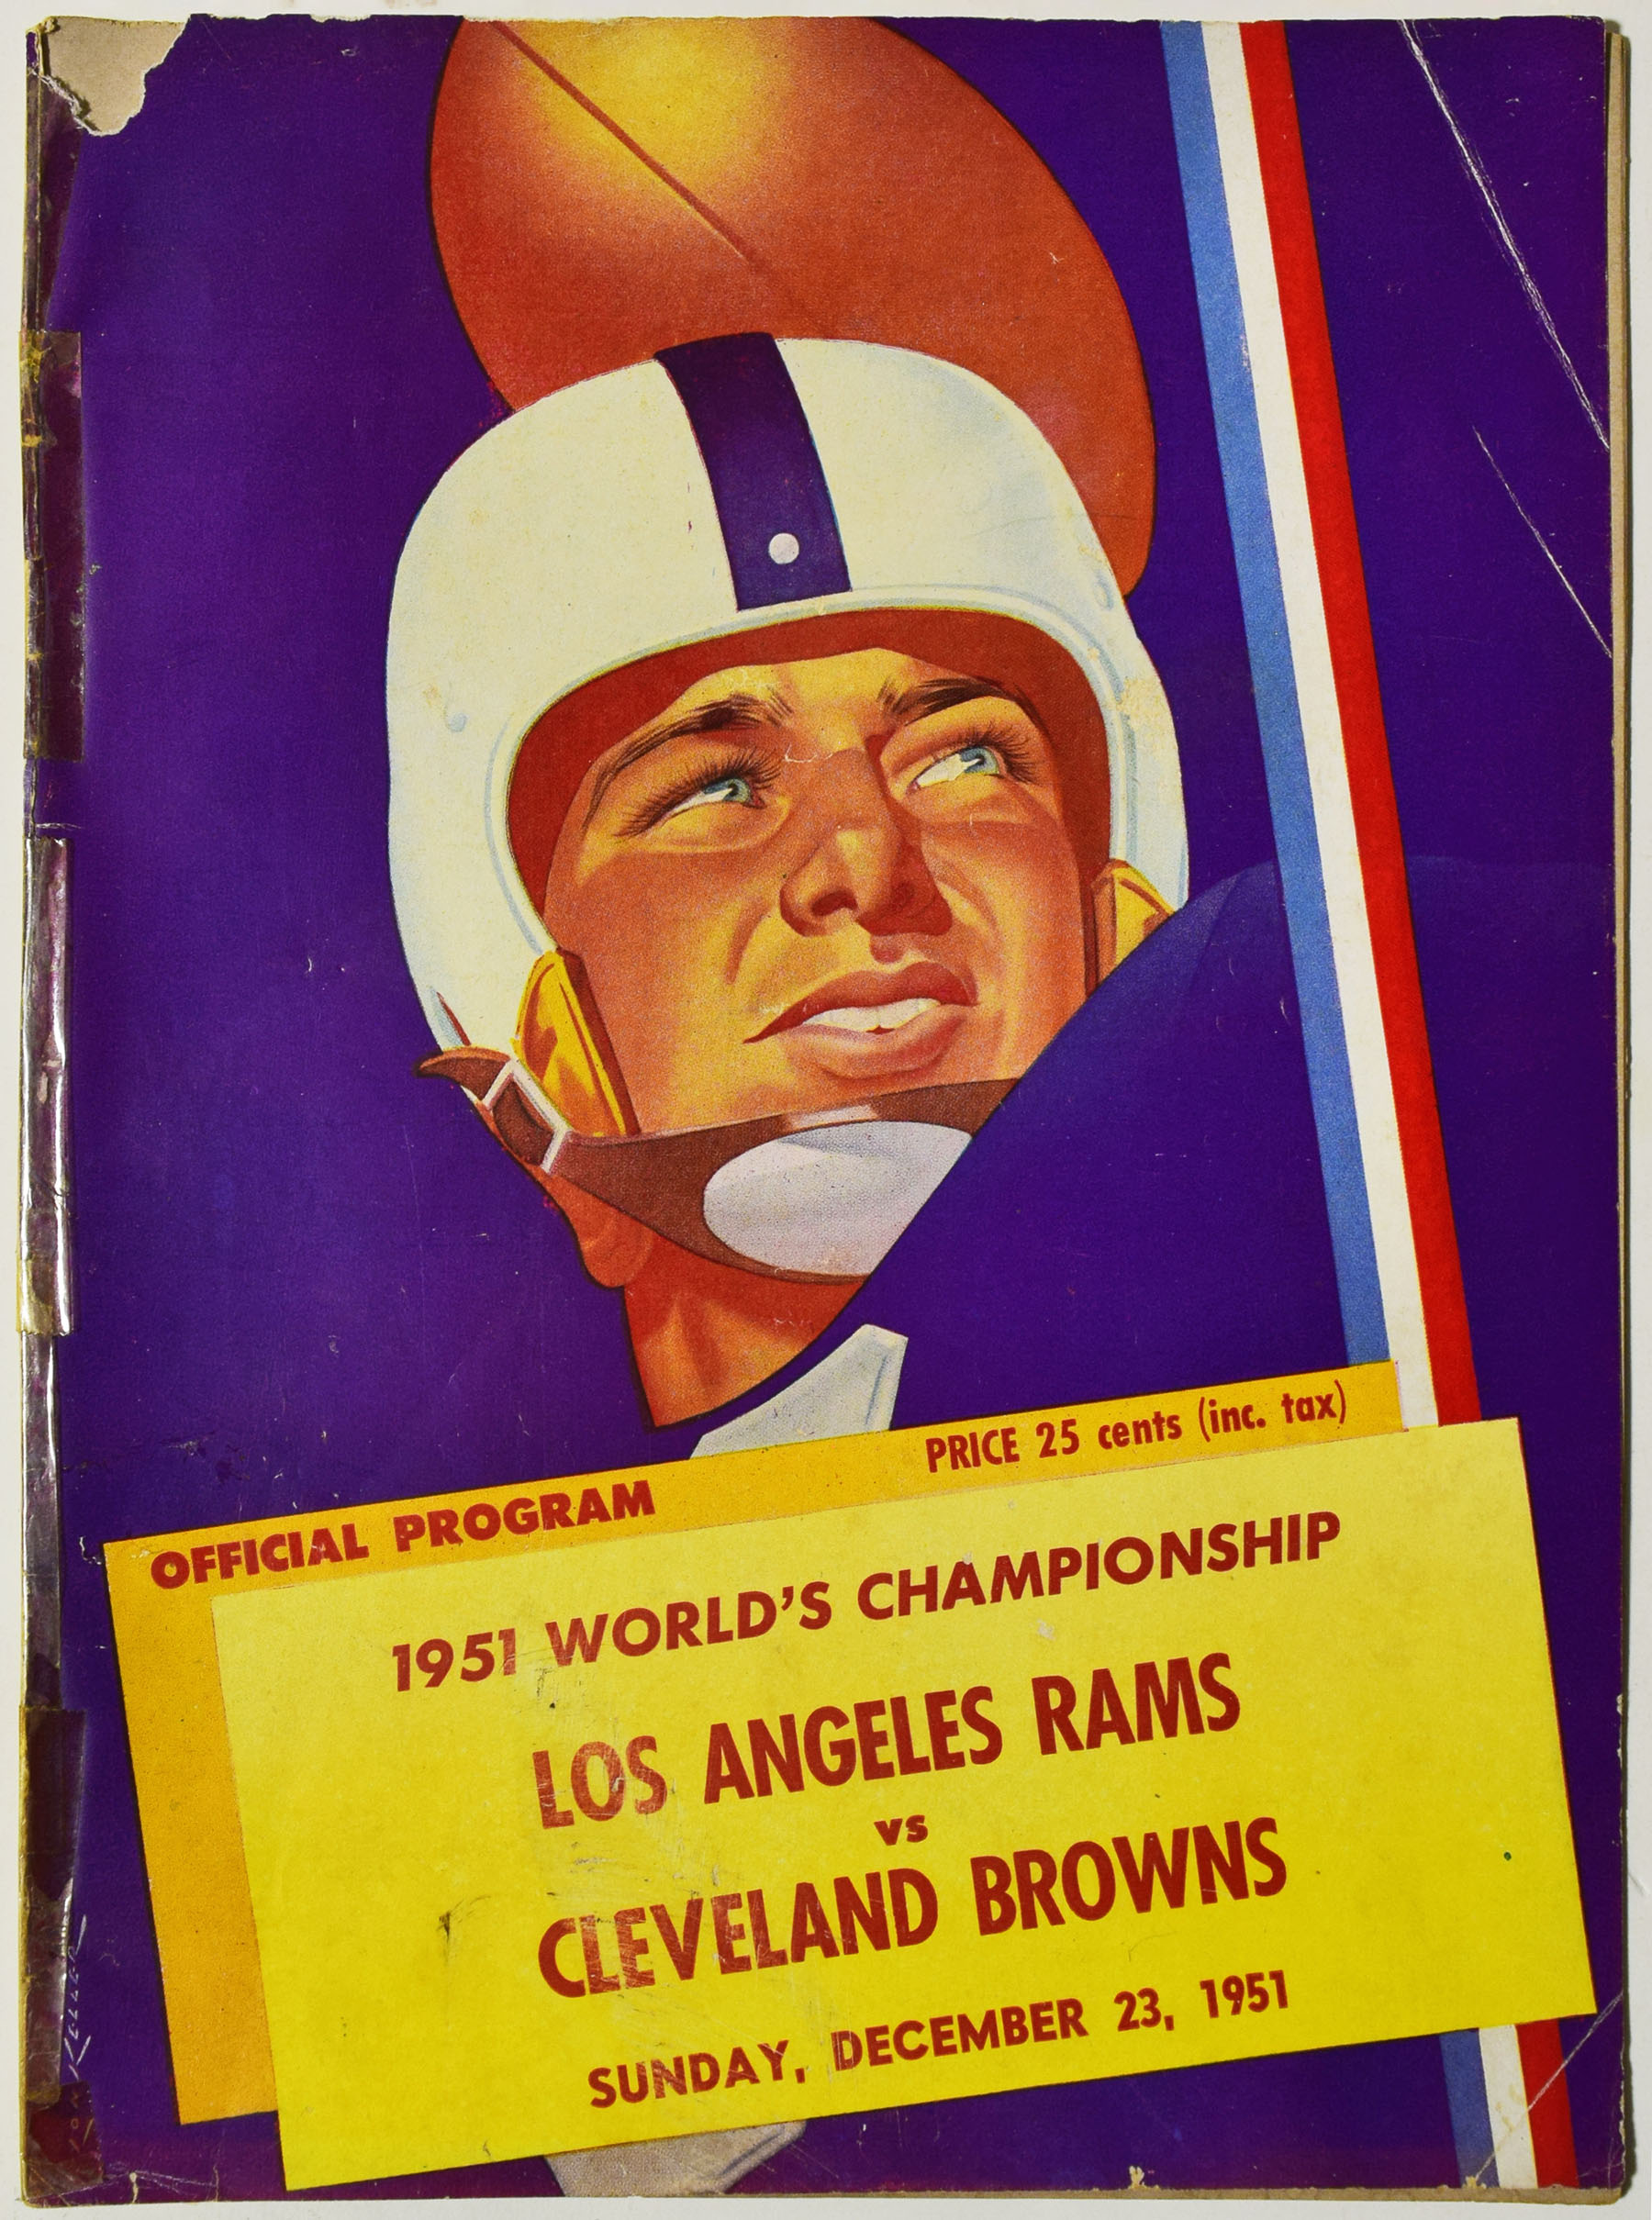 OFFICIAL PROGRAM
PRICE 25 cents (inc. tax)
1951 WORLD'S CHAMPIONSHIP
LOS ANGELES RAMS
vs
CLEVELAND BROWNS
SUNDAY, DECEMBER 23, 1951